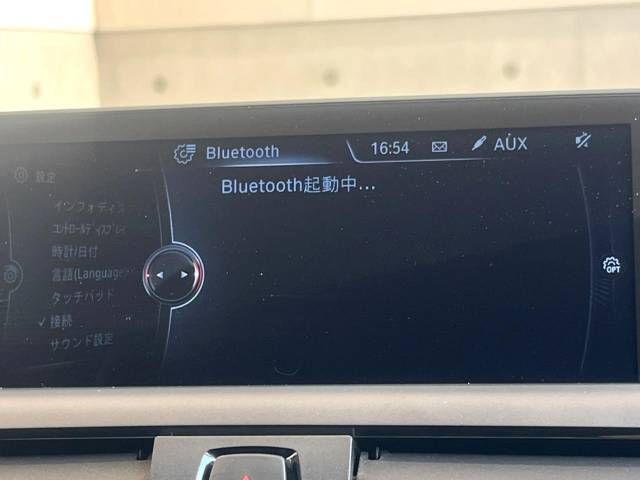 Bluetooth
16:54
AUX
設定
Bluetooth起動中...
インフォディス
コントロールディスプレイ
時計/日付
言語(Language
タッチパッド
✓接続
サウンド設定
OPT